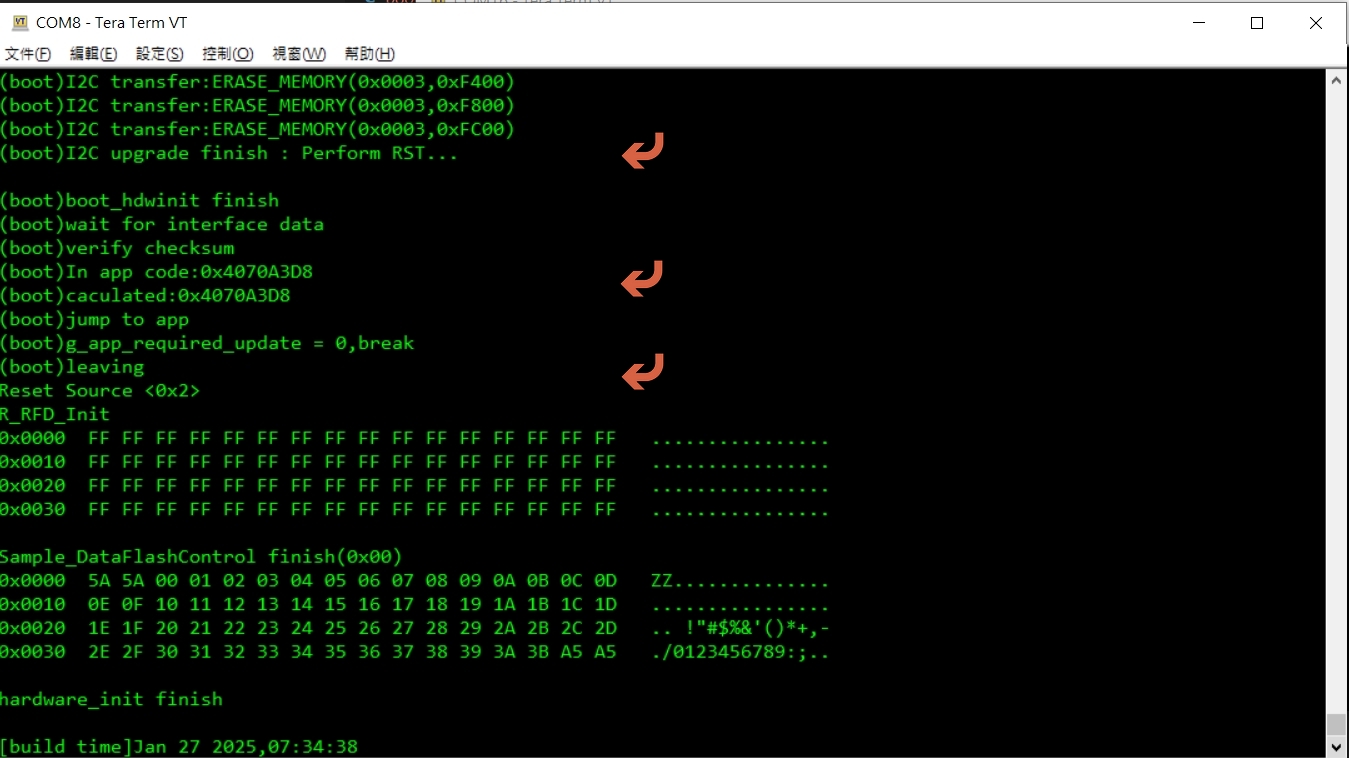 COM8 - Tera Term VT
文件(F) 編輯(E) 設定(S) 控制(O) 視窗(W) 幫助(H)
(boot)I2C transfer:ERASE_MEMORY(0x0003,0xF400)
(boot)I2C transfer:ERASE_MEMORY(0x0003,0xF800)
(boot)I2C transfer:ERASE_MEMORY(0x0003,0xFC00)
(boot)I2C upgrade finish : Perform RST...
(boot)boot_hdwinit finish
(boot)wait for interface data
(boot)verify checksum
(boot)In app code:0x4070A3D8
(boot)caculated:0x4070A3D8
(boot)jump to app
(boot)g_app_required_update = 0,break
(boot)leaving
Reset Source <0x2>
R_RFD_Init
0x0000  FF FF FF FF FF FF FF FF FF FF FF FF FF FF FF FF   ................
0x0010  FF FF FF FF FF FF FF FF FF FF FF FF FF FF FF FF   ................
0x0020  FF FF FF FF FF FF FF FF FF FF FF FF FF FF FF FF   ................
0x0030  FF FF FF FF FF FF FF FF FF FF FF FF FF FF FF FF   ................
Sample_DataFlashControl finish(0x00)
0x0000  5A 5A 00 01 02 03 04 05 06 07 08 09 0A 0B 0C 0D   ZZ..............
0x0010  0E 0F 10 11 12 13 14 15 16 17 18 19 1A 1B 1C 1D   ................
0x0020  1E 1F 20 21 22 23 24 25 26 27 28 29 2A 2B 2C 2D   .. !"#$%&'()*+,-
0x0030  2E 2F 30 31 32 33 34 35 36 37 38 39 3A 3B A5 A5   ./0123456789:;..
hardware_init finish
[build time]Jan 27 2025,07:34:38